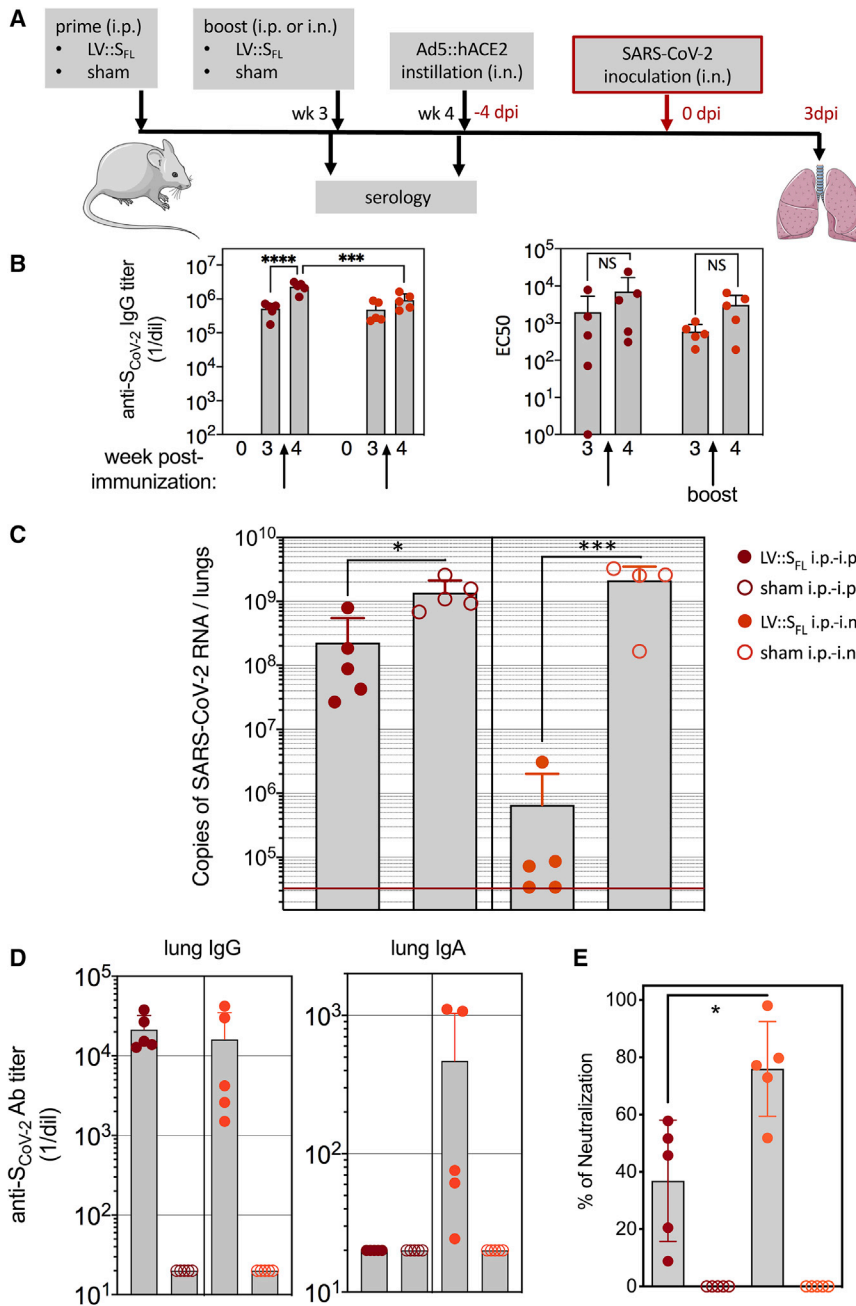 A
prime (i.p.)
• LV::SFL
• sham
boost (i.p. or i.n.)
• LV::SFL
• sham
Ad5::hACE2
instillation (i.n.)
SARS-CoV-2
inoculation (i.n.)
wk 3
wk 4
-4 dpi
0 dpi
3dpi
serology
B
anti-SCoV-2 IgG titer
(1/dil)
10^7
10^6
10^5
10^4
10^3
10^2
****
***
0 3 4 0 3 4
week post-
immunization:
EC50
10^5
10^4
10^3
10^2
10^1
10^0
NS
NS
3 4 3 4
boost
C
Copies of SARS-CoV-2 RNA / lungs
10^10
10^9
10^8
10^7
10^6
10^5
*
***
LV::SFL i.p.-i.p
sham i.p.-i.p
LV::SFL i.p.-i.n
sham i.p.-i.n
D
lung IgG
lung IgA
anti-SCoV-2 Ab titer
(1/dil)
10^5
10^4
10^3
10^2
10^1
10^3
10^2
10^1
E
% of Neutralization
100
80
60
40
20
0
*